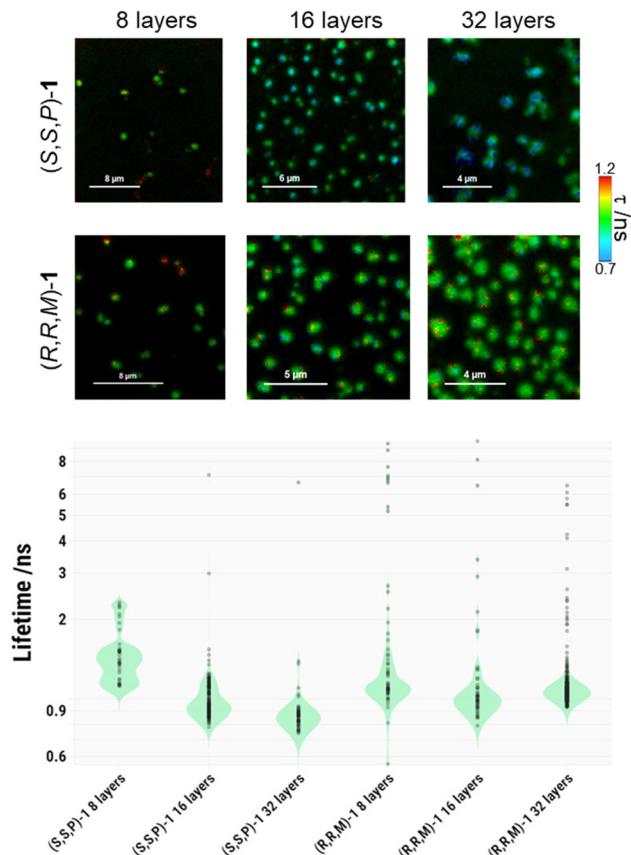 8 layers 16 layers 32 layers
(S,S,P)-1
8 µm 6 µm 4 µm
1.2
τ /ns
0.7
(R,R,M)-1
8 µm 5 µm 4 µm
Lifetime /ns
8
6
5
4
3
2
0.9
0.6
(S,S,P)-1 8 layers
(S,S,P)-1 16 layers
(S,S,P)-1 32 layers
(R,R,M)-1 8 layers
(R,R,M)-1 16 layers
(R,R,M)-1 32 layers